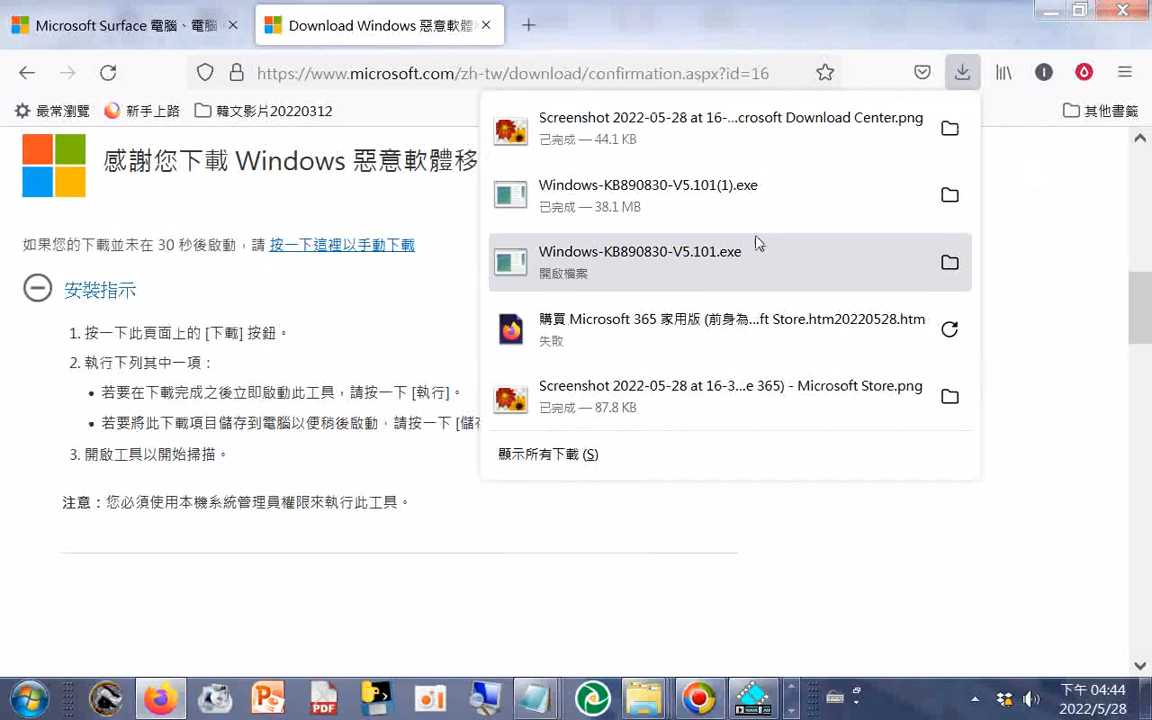 Microsoft Surface 電腦、電腦
Download Windows 惡意軟體
https://www.microsoft.com/zh-tw/download/confirmation.aspx?id=16
最常瀏覽
新手上路
韓文影片20220312
其他書籤
感謝您下載 Windows 惡意軟體移
如果您的下載並未在 30 秒後啟動，請 按一下這裡以手動下載
安裝指示
1. 按一下此頁面上的 [下載] 按鈕。
2. 執行下列其中一項：
• 若要在下載完成之後立即啟動此工具，請按一下 [執行]。
• 若要將此下載項目儲存到電腦以便稍後啟動，請按一下 [儲存
3. 開啟工具以開始掃描。
注意：您必須使用本機系統管理員權限來執行此工具。
Screenshot 2022-05-28 at 16-...crosoft Download Center.png
已完成 — 44.1 KB
Windows-KB890830-V5.101(1).exe
已完成 — 38.1 MB
Windows-KB890830-V5.101.exe
開啟檔案
購買 Microsoft 365 家用版 (前身為...ft Store.htm20220528.htm
失敗
Screenshot 2022-05-28 at 16-3...e 365) - Microsoft Store.png
已完成 — 87.8 KB
顯示所有下載 (S)
PDF
下午 04:44
2022/5/28